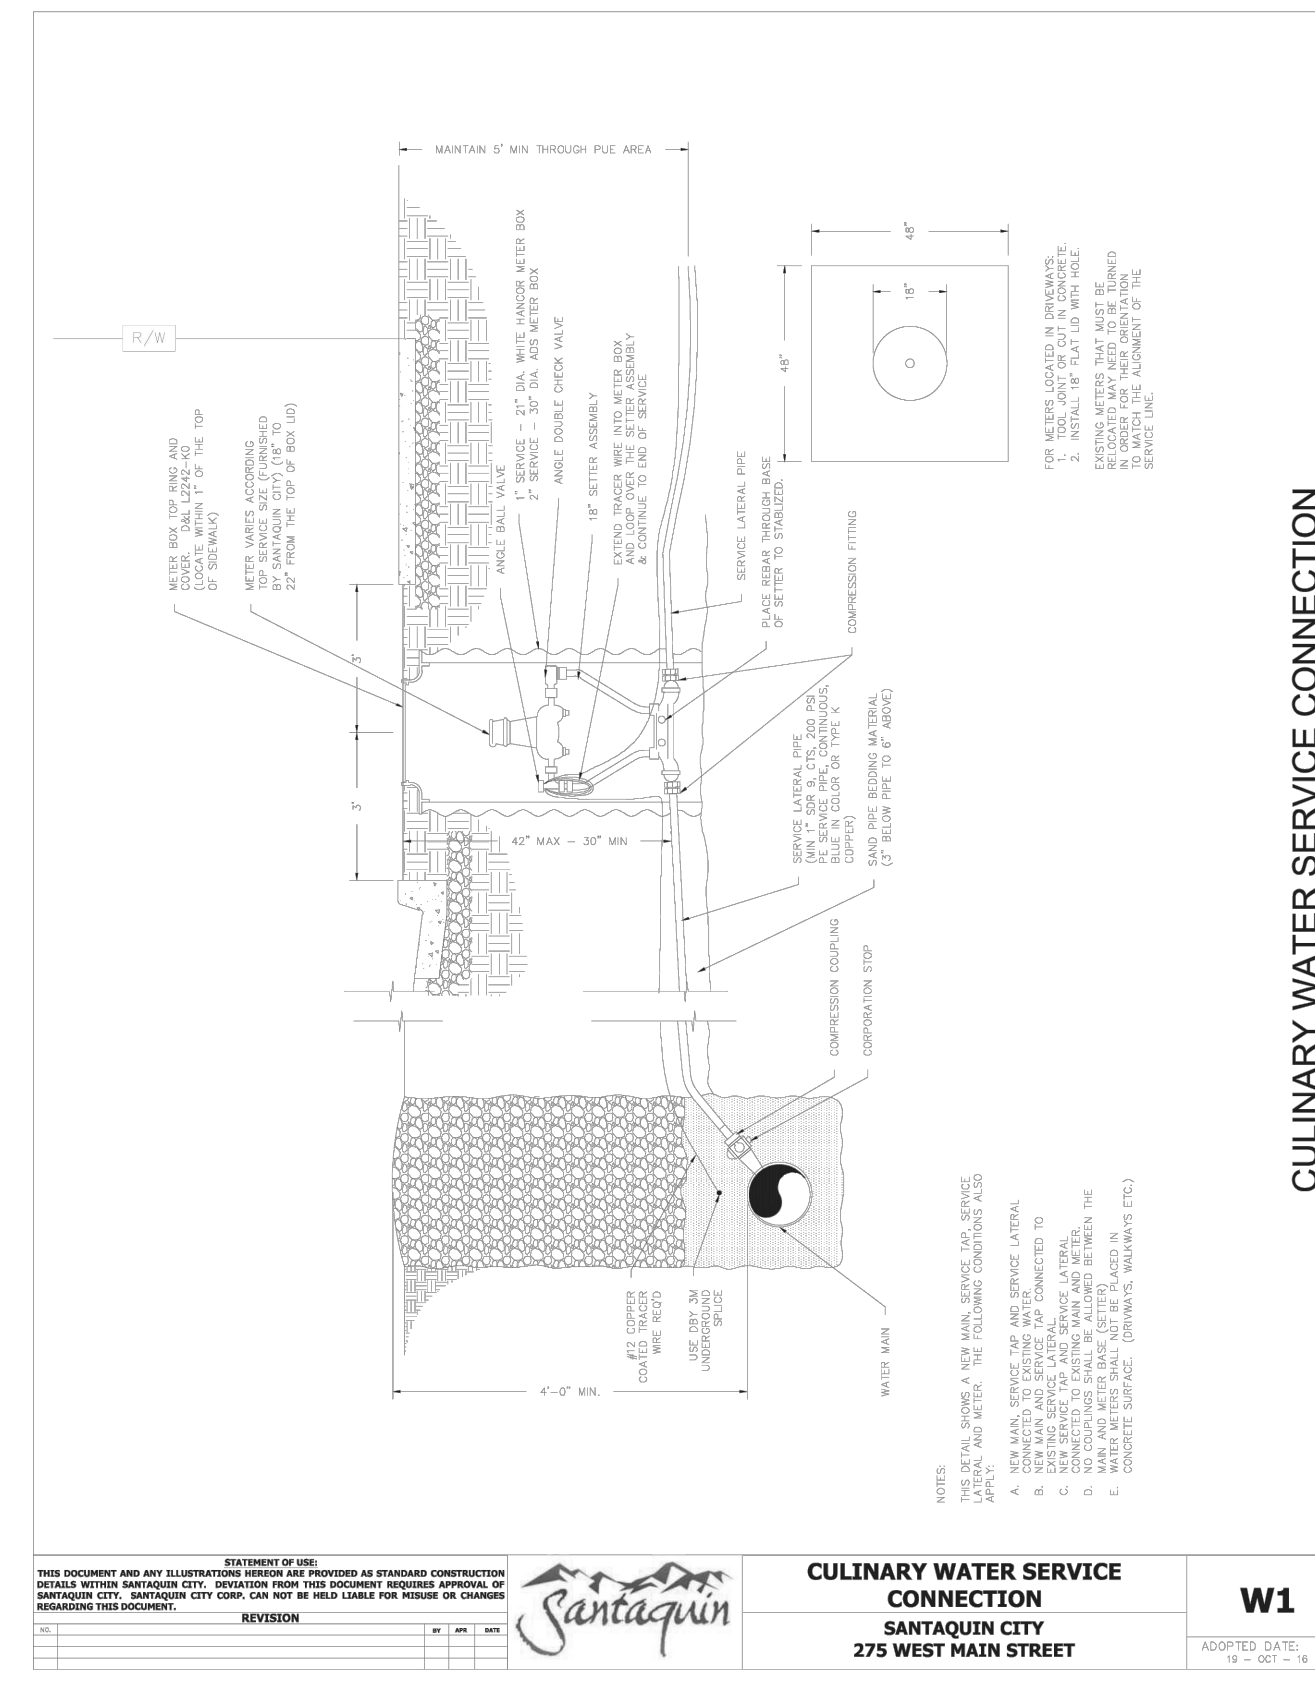 MAINTAIN 5' MIN THROUGH PUE AREA
R/W
METER BOX TOP RING AND
COVER. D&L L2242-KO
(LOCATE WITHIN 1" OF THE TOP
OF SIDEWALK)
METER VARIES ACCORDING
TOP SERVICE SIZE (FURNISHED
BY SANTAQUIN CITY) (18" TO
22" FROM THE TOP OF BOX LID)
ANGLE BALL VALVE
1" SERVICE - 21" DIA. WHITE HANCOR METER BOX
2" SERVICE - 30" DIA. ADS METER BOX
ANGLE DOUBLE CHECK VALVE
18" SETTER ASSEMBLY
EXTEND TRACER WIRE INTO METER BOX
AND LOOP OVER THE SETTER ASSEMBLY
& CONTINUE TO END OF SERVICE
SERVICE LATERAL PIPE
PLACE REBAR THROUGH BASE
OF SETTER TO STABLIZED.
COMPRESSION FITTING
48"
48"
18"
FOR METERS LOCATED IN DRIVEWAYS:
1. TOOL JOINT OR CUT IN CONCRETE.
2. INSTALL 18" FLAT LID WITH HOLE.
EXISTING METERS THAT MUST BE
RELOCATED MAY NEED TO BE TURNED
IN ORDER FOR THEIR ORIENTATION
TO MATCH THE ALIGNMENT OF THE
SERVICE LINE.
3'
3'
42" MAX - 30" MIN
SERVICE LATERAL PIPE
(MIN 1" SDR 9, CTS, 200 PSI
PE SERVICE PIPE, CONTINUOUS,
BLUE IN COLOR OR TYPE K
COPPER)
SAND PIPE BEDDING MATERIAL
(3" BELOW PIPE TO 6" ABOVE)
COMPRESSION COUPLING
CORPORATION STOP
#12 COPPER
COATED TRACER
WIRE REQ'D
USE DBY 3M
UNDERGROUND
SPLICE
4'-0" MIN.
WATER MAIN
NOTES:
THIS DETAIL SHOWS A NEW MAIN, SERVICE TAP, SERVICE
LATERAL AND METER. THE FOLLOWING CONDITIONS ALSO
APPLY:
A. NEW MAIN, SERVICE TAP AND SERVICE LATERAL
CONNECTED TO EXISTING WATER.
B. NEW MAIN AND SERVICE TAP CONNECTED TO
EXISTING SERVICE LATERAL.
C. NEW SERVICE TAP AND SERVICE LATERAL
CONNECTED TO EXISTING MAIN AND METER.
D. NO COUPLINGS SHALL BE ALLOWED BETWEEN THE
MAIN AND METER BASE (SETTER)
E. WATER METERS SHALL NOT BE PLACED IN
CONCRETE SURFACE. (DRIVWAYS, WALKWAYS ETC.)
CULINARY WATER SERVICE CONNECTION
STATEMENT OF USE:
THIS DOCUMENT AND ANY ILLUSTRATIONS HEREON ARE PROVIDED AS STANDARD CONSTRUCTION
DETAILS WITHIN SANTAQUIN CITY. DEVIATION FROM THIS DOCUMENT REQUIRES APPROVAL OF
SANTAQUIN CITY. SANTAQUIN CITY CORP. CAN NOT BE HELD LIABLE FOR MISUSE OR CHANGES
REGARDING THIS DOCUMENT.
REVISION
NO. BY APR DATE
Santaquin
CULINARY WATER SERVICE
CONNECTION
SANTAQUIN CITY
275 WEST MAIN STREET
W1
ADOPTED DATE:
19 - OCT - 16